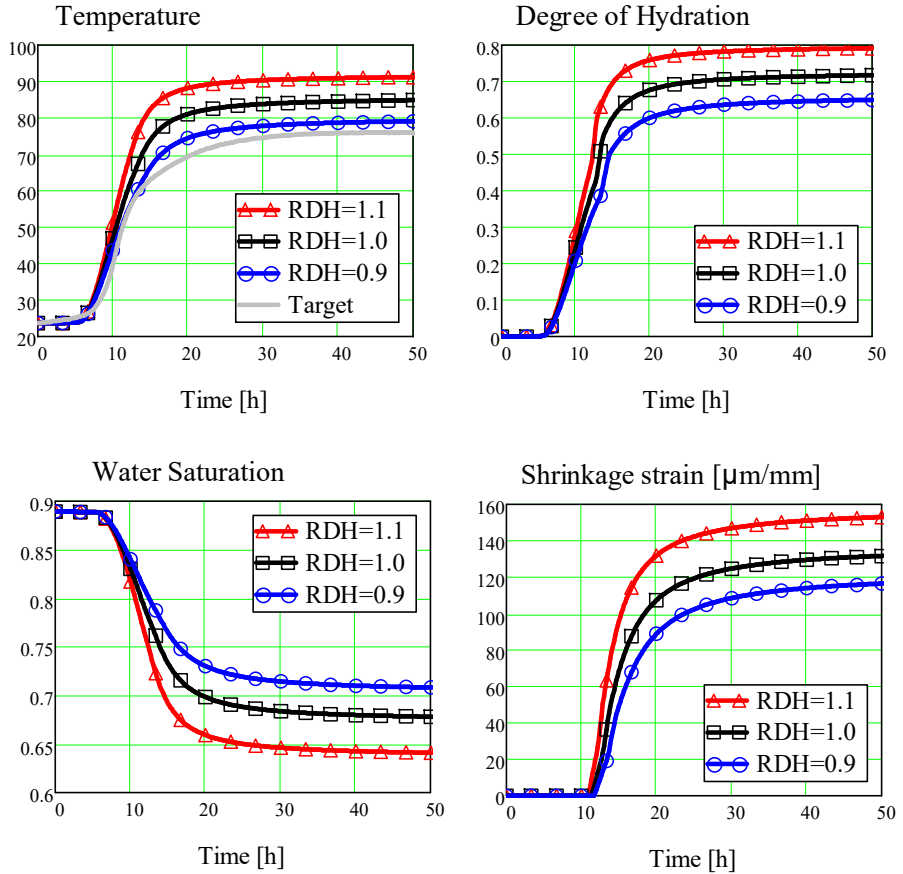 Temperature
100
90
80
70
60
50
40
30
20
RDH=1.1
RDH=1.0
RDH=0.9
Target
0 10 20 30 40 50
Time [h]
Degree of Hydration
0.8
0.7
0.6
0.5
0.4
0.3
0.2
0.1
0
RDH=1.1
RDH=1.0
RDH=0.9
0 10 20 30 40 50
Time [h]
Water Saturation
0.9
0.85
0.8
0.75
0.7
0.65
0.6
RDH=1.1
RDH=1.0
RDH=0.9
0 10 20 30 40 50
Time [h]
Shrinkage strain [μm/mm]
160
140
120
100
80
60
40
20
0
RDH=1.1
RDH=1.0
RDH=0.9
0 10 20 30 40 50
Time [h]